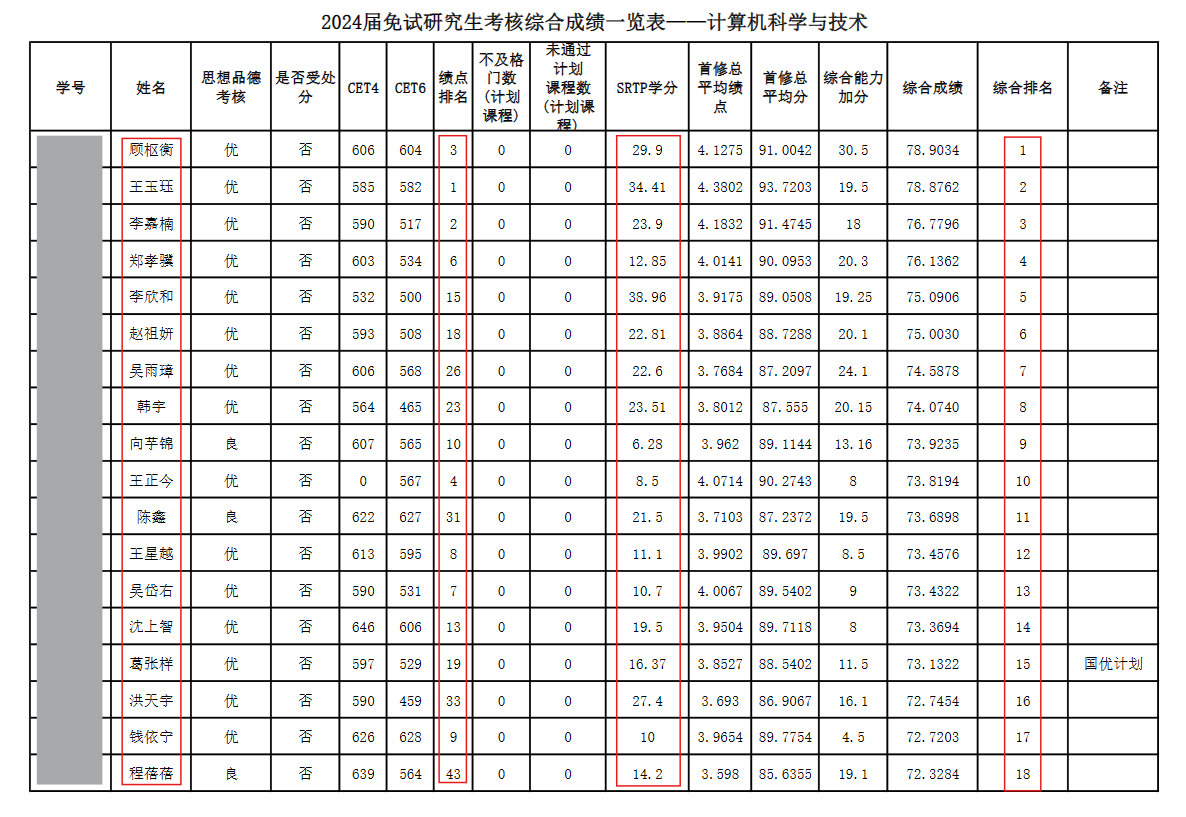 2024届免试研究生考核综合成绩一览表——计算机科学与技术
学号 姓名 思想品德考核 是否受处分 CET4 CET6 绩点排名 不及格门数(计划课程) 未通过计划课程数(计划课程) SRTP学分 首修总平均绩点 首修总平均分 综合能力加分 综合成绩 综合排名 备注
顾枢衡 优 否 606 604 3 0 0 29.9 4.1275 91.0042 30.5 78.9034 1
王玉珏 优 否 585 582 1 0 0 34.41 4.3802 93.7203 19.5 78.8762 2
李嘉楠 优 否 590 517 2 0 0 23.9 4.1832 91.4745 18 76.7796 3
郑孝骥 优 否 603 534 6 0 0 12.85 4.0141 90.0953 20.3 76.1362 4
李欣和 优 否 532 500 15 0 0 38.96 3.9175 89.0508 19.25 75.0906 5
赵祖妍 优 否 593 508 18 0 0 22.81 3.8864 88.7288 20.1 75.0030 6
吴雨璋 优 否 606 568 26 0 0 22.6 3.7684 87.2097 24.1 74.5878 7
韩宇 优 否 564 465 23 0 0 23.51 3.8012 87.555 20.15 74.0740 8
向芋锦 良 否 607 565 10 0 0 6.28 3.962 89.1144 13.16 73.9235 9
王正今 优 否 0 567 4 0 0 8.5 4.0714 90.2743 8 73.8194 10
陈鑫 良 否 622 627 31 0 0 21.5 3.7103 87.2372 19.5 73.6898 11
王星越 优 否 613 595 8 0 0 11.1 3.9902 89.697 8.5 73.4576 12
吴岱右 优 否 590 531 7 0 0 10.7 4.0067 89.5402 9 73.4322 13
沈上智 优 否 646 606 13 0 0 19.5 3.9504 89.7118 8 73.3694 14
葛张样 优 否 597 529 19 0 0 16.37 3.8527 88.5402 11.5 73.1322 15 国优计划
洪天宇 优 否 590 459 33 0 0 27.4 3.693 86.9067 16.1 72.7454 16
钱依宁 优 否 626 628 9 0 0 10 3.9654 89.7754 4.5 72.7203 17
程蓓蓓 良 否 639 564 43 0 0 14.2 3.598 85.6355 19.1 72.3284 18